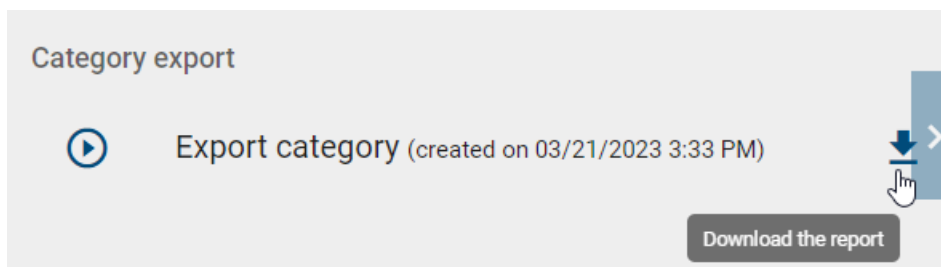 Category export
Export category (created on 03/21/2023 3:33 PM)
Download the report